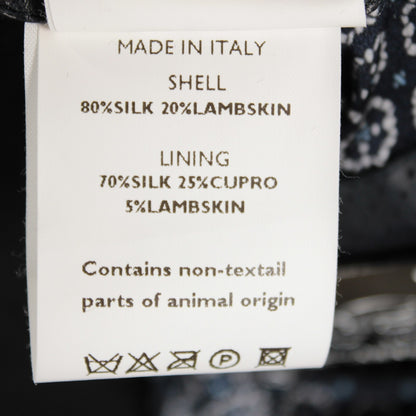 MADE IN ITALY
SHELL
80%SILK 20%LAMBSKIN
LINING
70%SILK 25%CUPRO
5%LAMBSKIN
Contains non-textail
parts of animal origin
P